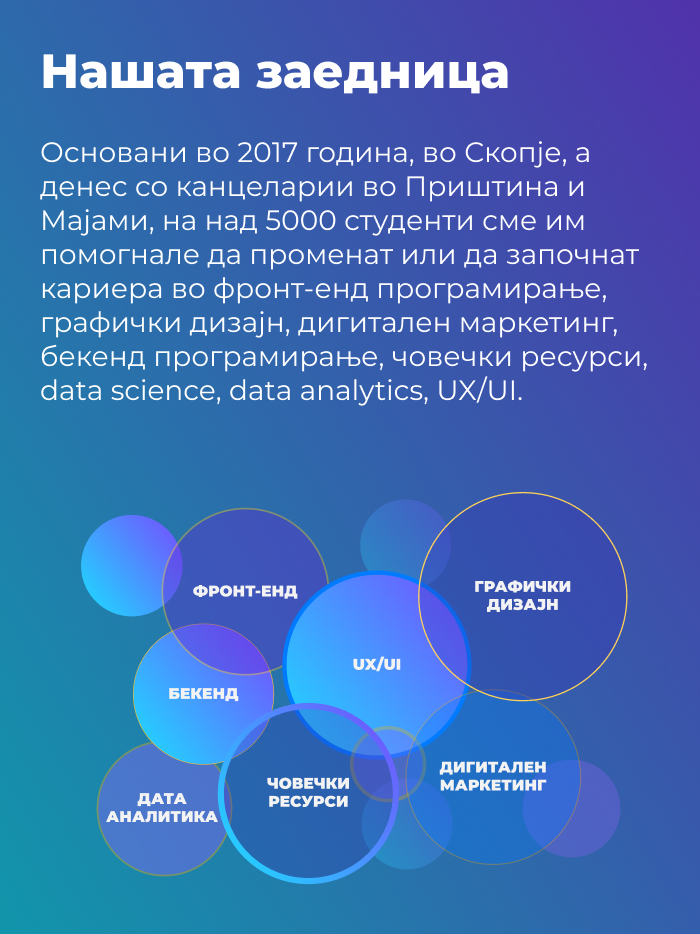 Нашата заедница
Основани во 2017 година, во Скопје, а
денес со канцеларии во Приштина и
Мајами, на над 5000 студенти сме им
помогнале да променат или да започнат
кариера во фронт-енд програмирање,
графички дизајн, дигитален маркетинг,
бекенд програмирање, човечки ресурси,
data science, data analytics, UX/UI.
ФРОНТ-ЕНД
ГРАФИЧКИ
ДИЗАЈН
UX/UI
БЕКЕНД
ДИГИТАЛЕН
МАРКЕТИНГ
ЧОВЕЧКИ
РЕСУРСИ
ДАТА
АНАЛИТИКА